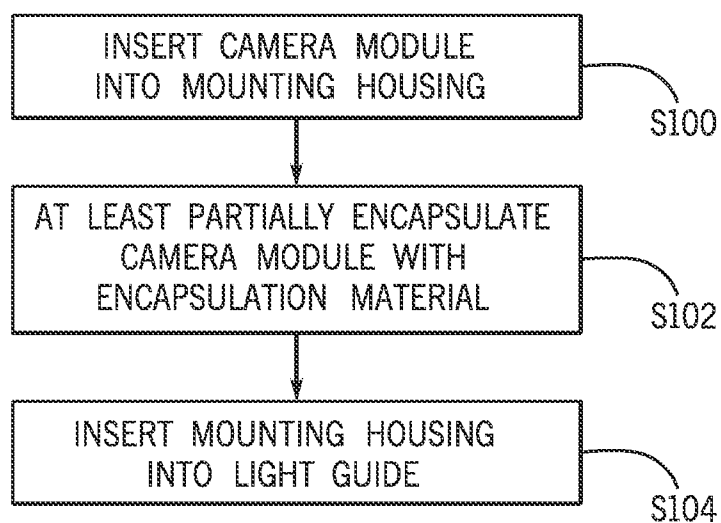 INSERT CAMERA MODULE
INTO MOUNTING HOUSING
S100
AT LEAST PARTIALLY ENCAPSULATE
CAMERA MODULE WITH
ENCAPSULATION MATERIAL
S102
INSERT MOUNTING HOUSING
INTO LIGHT GUIDE
S104